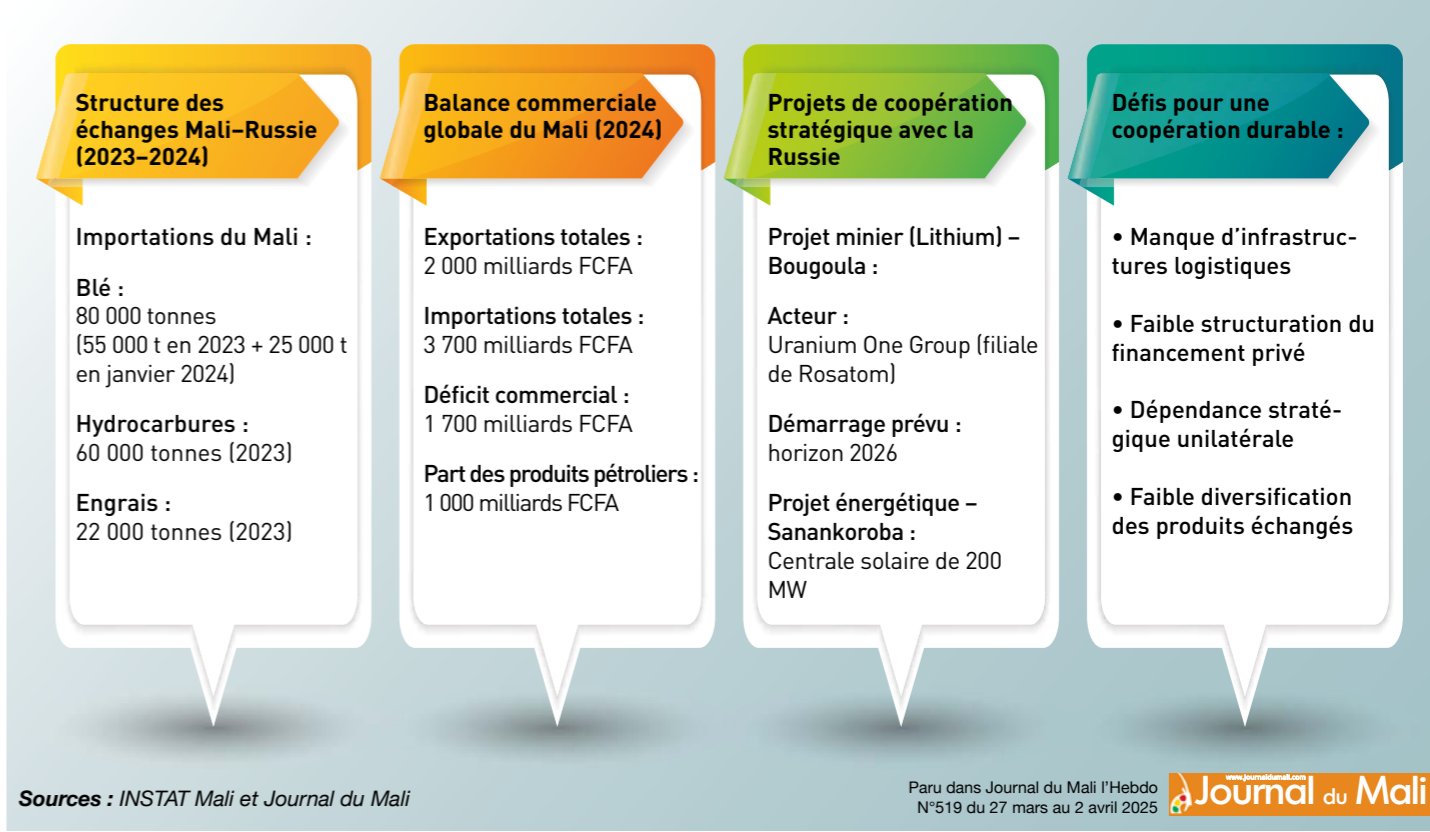 Structure des
échanges Mali–Russie
(2023–2024)
Importations du Mali :
Blé :
80 000 tonnes
(55 000 t en 2023 + 25 000 t
en janvier 2024)
Hydrocarbures :
60 000 tonnes (2023)
Engrais :
22 000 tonnes (2023)
Balance commerciale
globale du Mali (2024)
Exportations totales :
2 000 milliards FCFA
Importations totales :
3 700 milliards FCFA
Déficit commercial :
1 700 milliards FCFA
Part des produits pétroliers :
1 000 milliards FCFA
Projets de coopération
stratégique avec la
Russie
Projet minier (Lithium) –
Bougoula :
Acteur :
Uranium One Group (filiale
de Rosatom)
Démarrage prévu :
horizon 2026
Projet énergétique –
Sanankoroba :
Centrale solaire de 200
MW
Défis pour une
coopération durable :
• Manque d’infrastruc-
tures logistiques
• Faible structuration du
financement privé
• Dépendance straté-
gique unilatérale
• Faible diversification
des produits échangés
Sources : INSTAT Mali et Journal du Mali
Paru dans Journal du Mali l’Hebdo
N°519 du 27 mars au 2 avril 2025
www.journaldumali.com
Journal du Mali